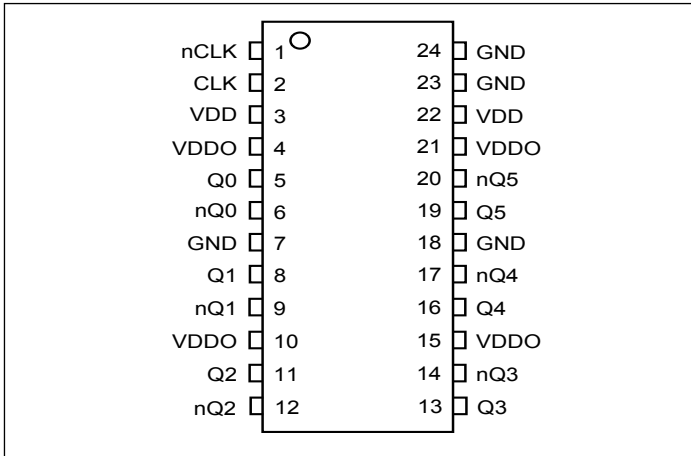 nCLK 1 24 GND
CLK 2 23 GND
VDD 3 22 VDD
VDDO 4 21 VDDO
Q0 5 20 nQ5
nQ0 6 19 Q5
GND 7 18 GND
Q1 8 17 nQ4
nQ1 9 16 Q4
VDDO 10 15 VDDO
Q2 11 14 nQ3
nQ2 12 13 Q3